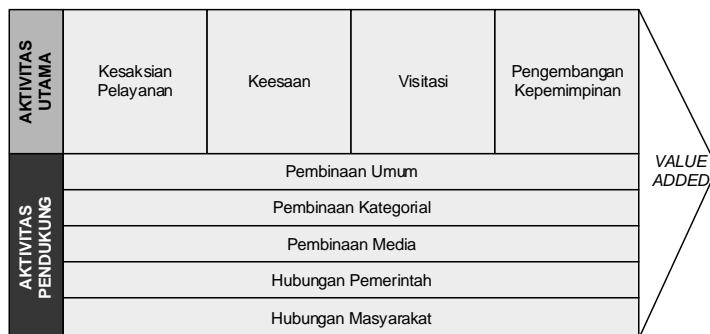 AKTIVITAS
UTAMA
Kesaksian
Pelayanan
Keesaan
Visitasi
Pengembangan
Kepemimpinan
VALUE
ADDED
AKTIVITAS
PENDUKUNG
Pembinaan Umum
Pembinaan Kategorial
Pembinaan Media
Hubungan Pemerintah
Hubungan Masyarakat